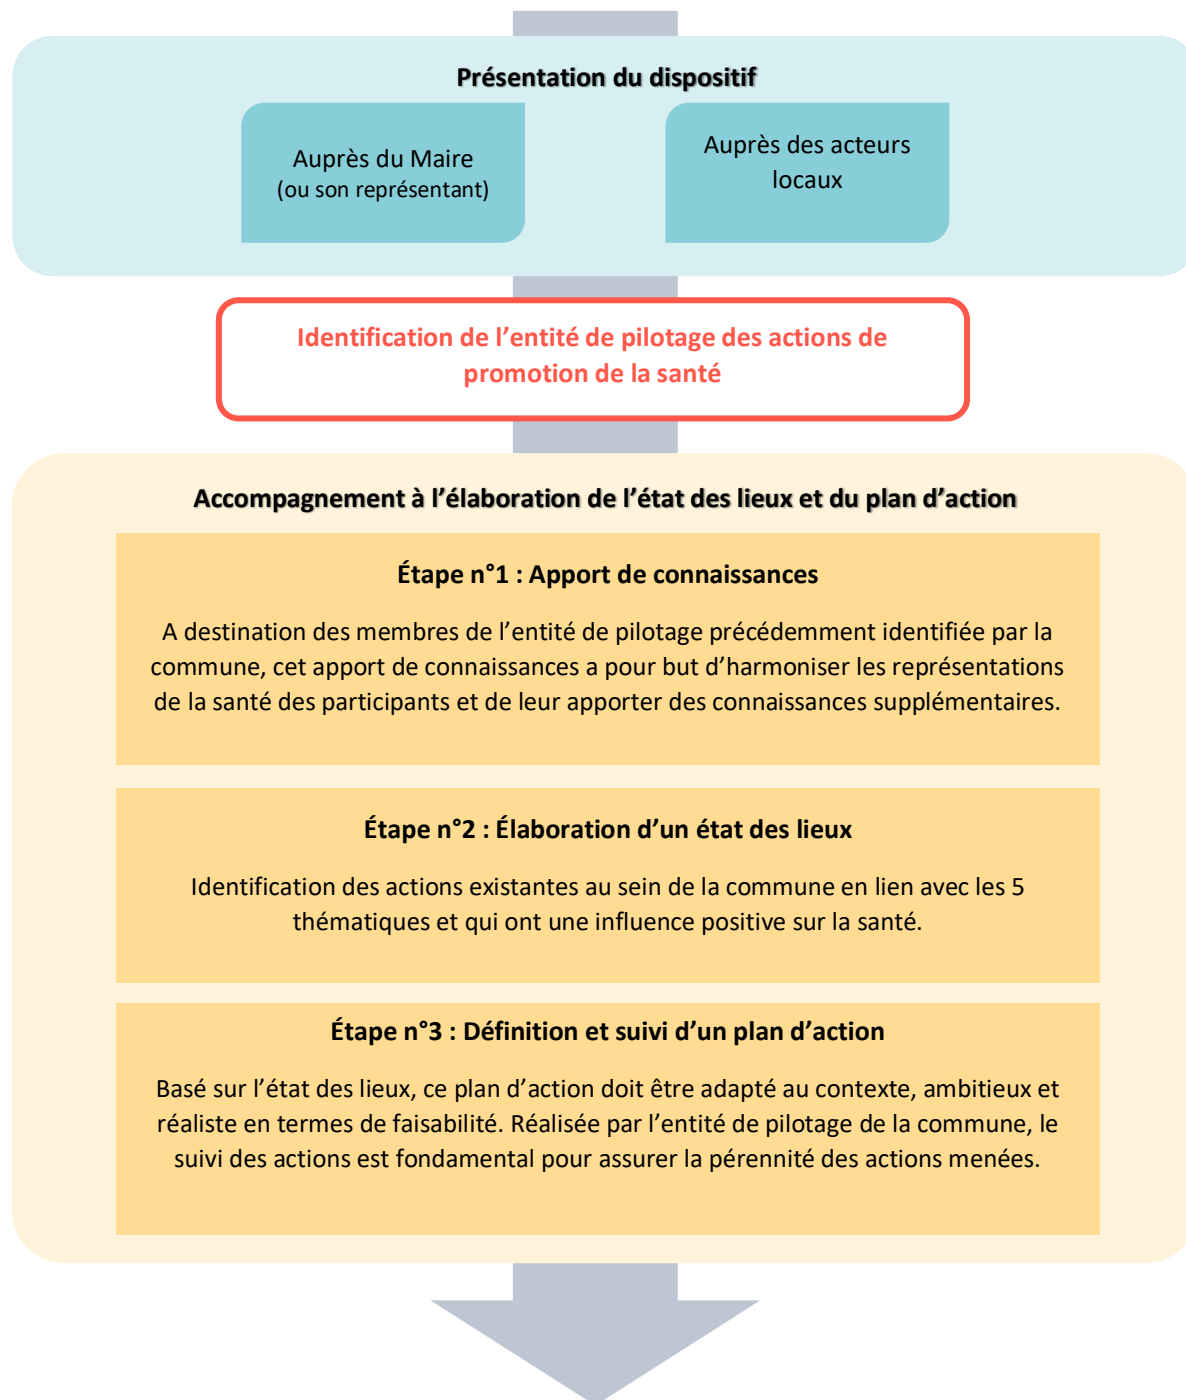 Présentation du dispositif
Auprès du Maire
(ou son représentant)
Auprès des acteurs
locaux
Identification de l’entité de pilotage des actions de
promotion de la santé
Accompagnement à l’élaboration de l’état des lieux et du plan d’action
Étape n°1 : Apport de connaissances
A destination des membres de l’entité de pilotage précédemment identifiée par la
commune, cet apport de connaissances a pour but d’harmoniser les représentations
de la santé des participants et de leur apporter des connaissances supplémentaires.
Étape n°2 : Élaboration d’un état des lieux
Identification des actions existantes au sein de la commune en lien avec les 5
thématiques et qui ont une influence positive sur la santé.
Étape n°3 : Définition et suivi d’un plan d’action
Basé sur l’état des lieux, ce plan d’action doit être adapté au contexte, ambitieux et
réaliste en termes de faisabilité. Réalisée par l’entité de pilotage de la commune, le
suivi des actions est fondamental pour assurer la pérennité des actions menées.